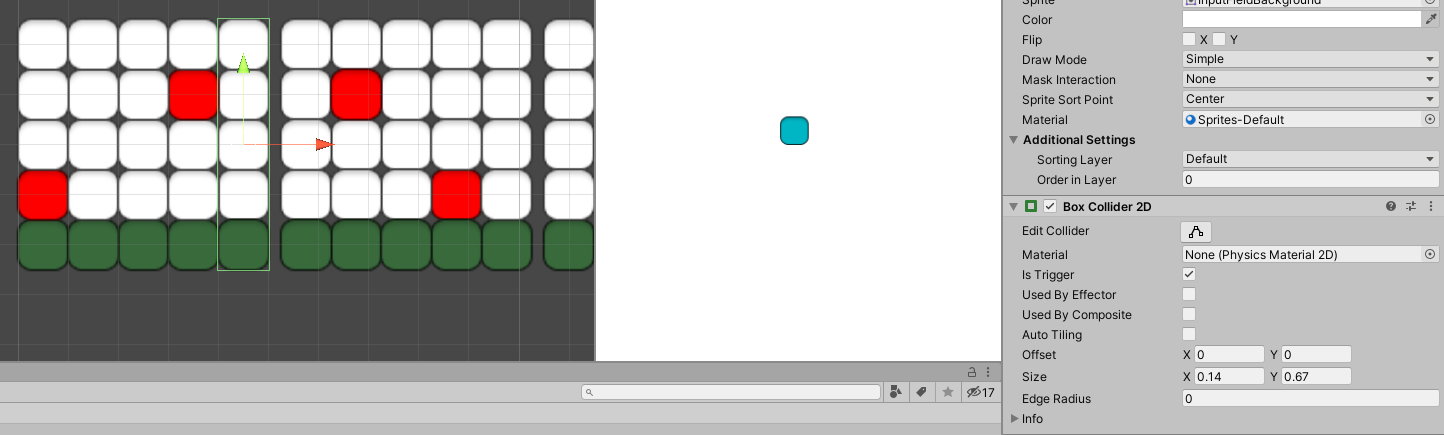 Sprite
InputFieldBackground
Color
Flip
X
Y
Draw Mode
Simple
Mask Interaction
None
Sprite Sort Point
Center
Material
Sprites-Default
Additional Settings
Sorting Layer
Default
Order in Layer
0
Box Collider 2D
Edit Collider
Material
None (Physics Material 2D)
Is Trigger
Used By Effector
Used By Composite
Auto Tiling
Offset
X 0
Y 0
Size
X 0.14
Y 0.67
Edge Radius
0
Info
17